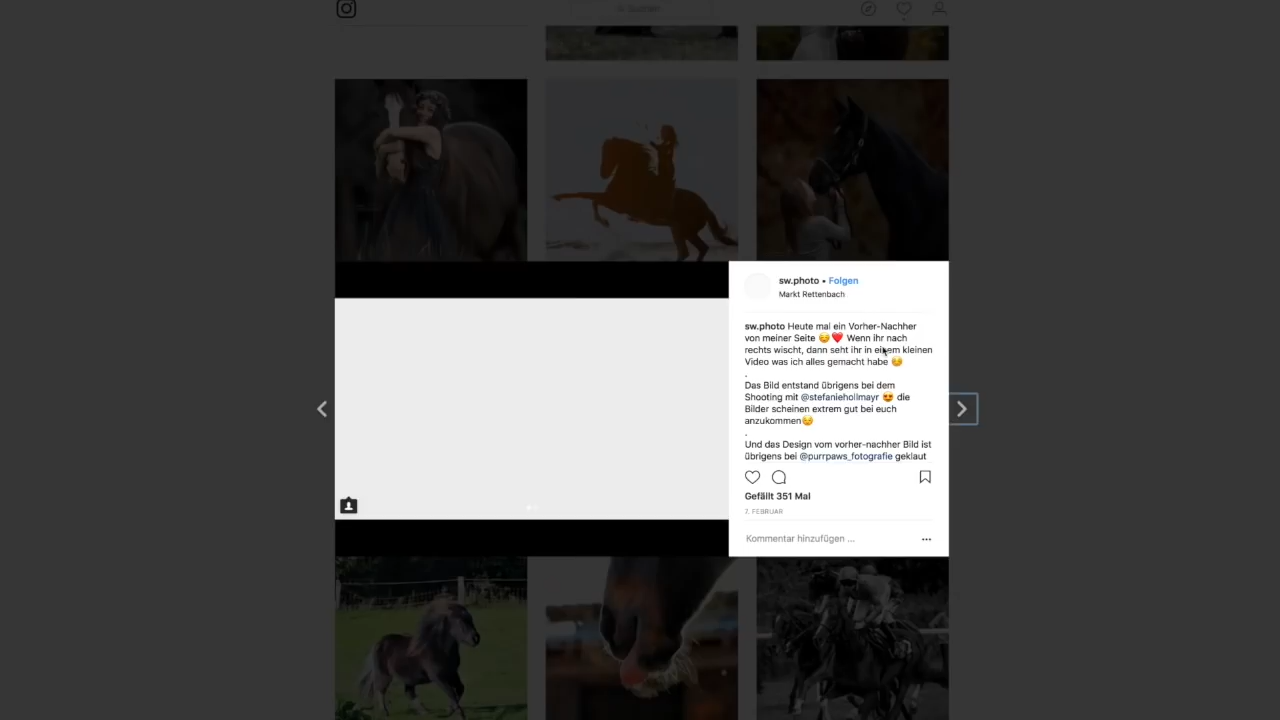 Suchen
sw.photo • Folgen
Markt Rettenbach
sw.photo Heute mal ein Vorher-Nachher
von meiner Seite 😊❤️ Wenn ihr nach
rechts wischt, dann seht ihr in einem kleinen
Video was ich alles gemacht habe 😊
.
Das Bild entstand übrigens bei dem
Shooting mit @stefaniehollmayr 😍 die
Bilder scheinen extrem gut bei euch
anzukommen😊
.
Und das Design vom vorher-nachher Bild ist
übrigens bei @purrpaws_fotografie geklaut
Gefällt 351 Mal
7. FEBRUAR
Kommentar hinzufügen ...